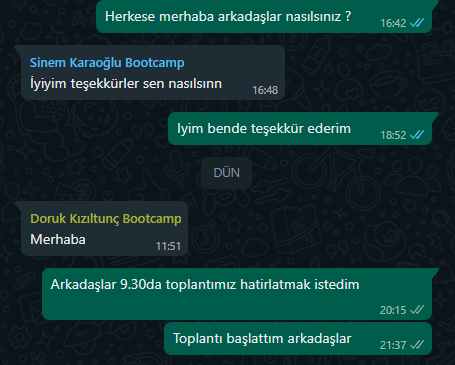 Herkese merhaba arkadaşlar nasılsınız ?
16:42
Sinem Karaoğlu Bootcamp
İyiyim teşekkürler sen nasılsınn
16:48
Iyim bende teşekkür ederim
18:52
DÜN
Doruk Kızıltunç Bootcamp
Merhaba
11:51
Arkadaşlar 9.30da toplantımız hatirlatmak istedim
20:15
Toplantı başlattım arkadaşlar
21:37